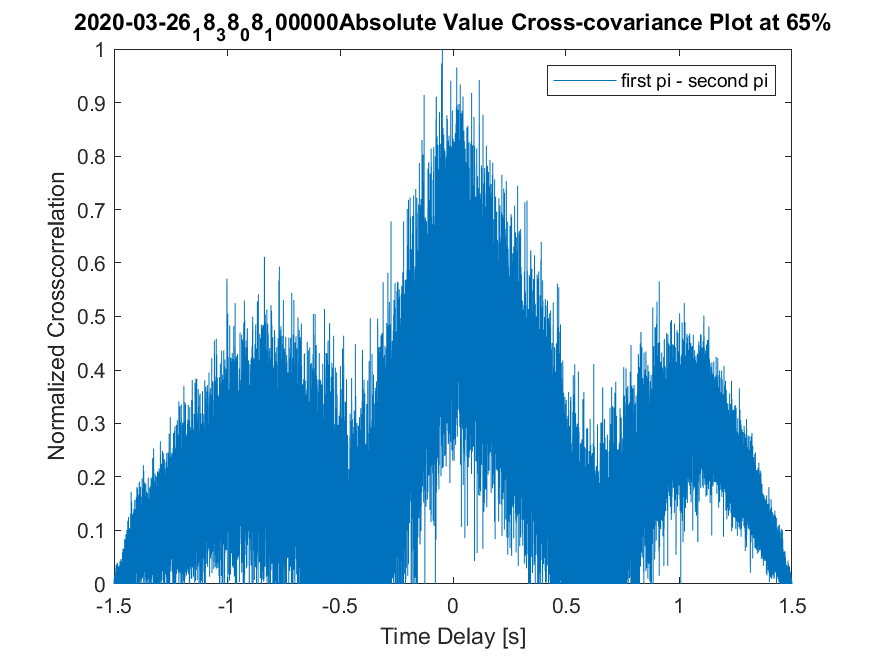 2020-03-26₁8₃8₀8₁00000Absolute Value Cross-covariance Plot at 65%
first pi - second pi
1
0.9
0.8
0.7
0.6
0.5
0.4
0.3
0.2
0.1
0
Normalized Crosscorrelation
-1.5 -1 -0.5 0 0.5 1 1.5
Time Delay [s]